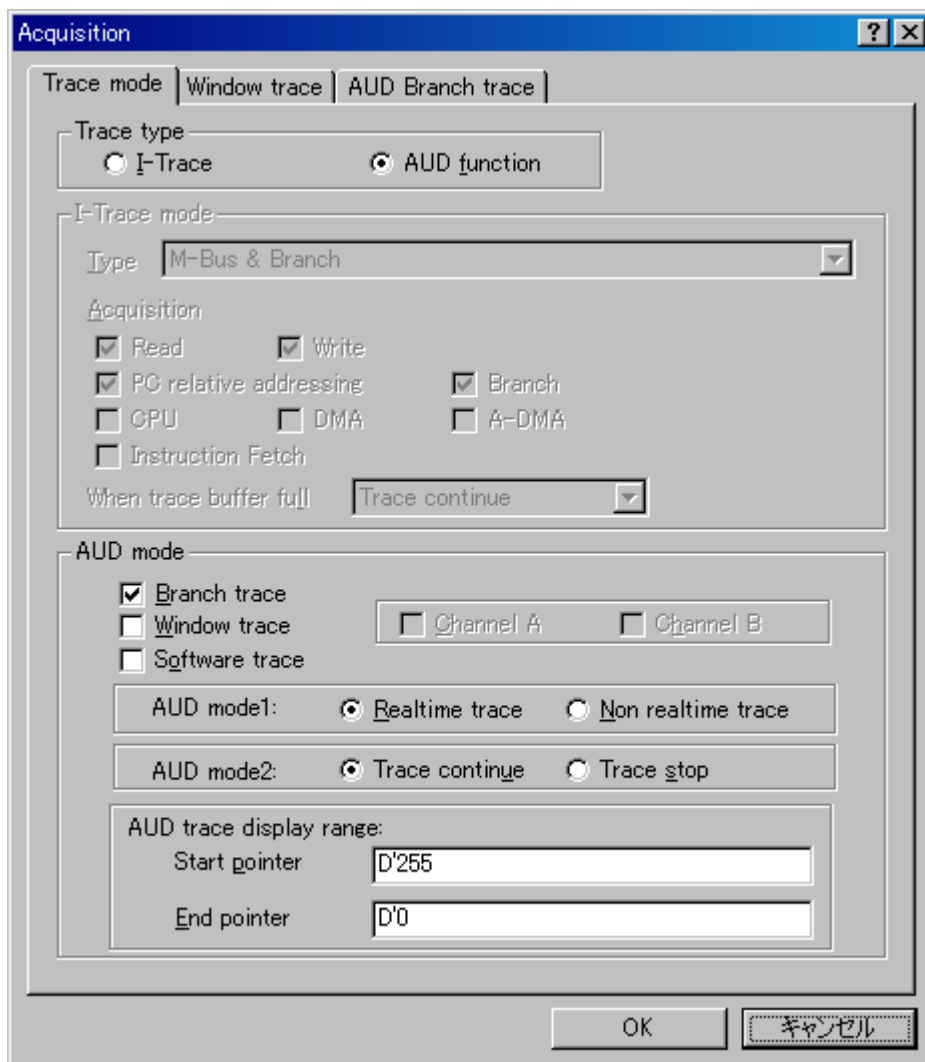 Acquisition
Trace mode Window trace AUD Branch trace
Trace type
I-Trace AUD function
I-Trace mode
Type M-Bus & Branch
Acquisition
Read Write
PC relative addressing Branch
CPU DMA A-DMA
Instruction Fetch
When trace buffer full Trace continue
AUD mode
Branch trace
Window trace Channel A Channel B
Software trace
AUD mode1: Realtime trace Non realtime trace
AUD mode2: Trace continue Trace stop
AUD trace display range:
Start pointer D'255
End pointer D'0
OK キャンセル